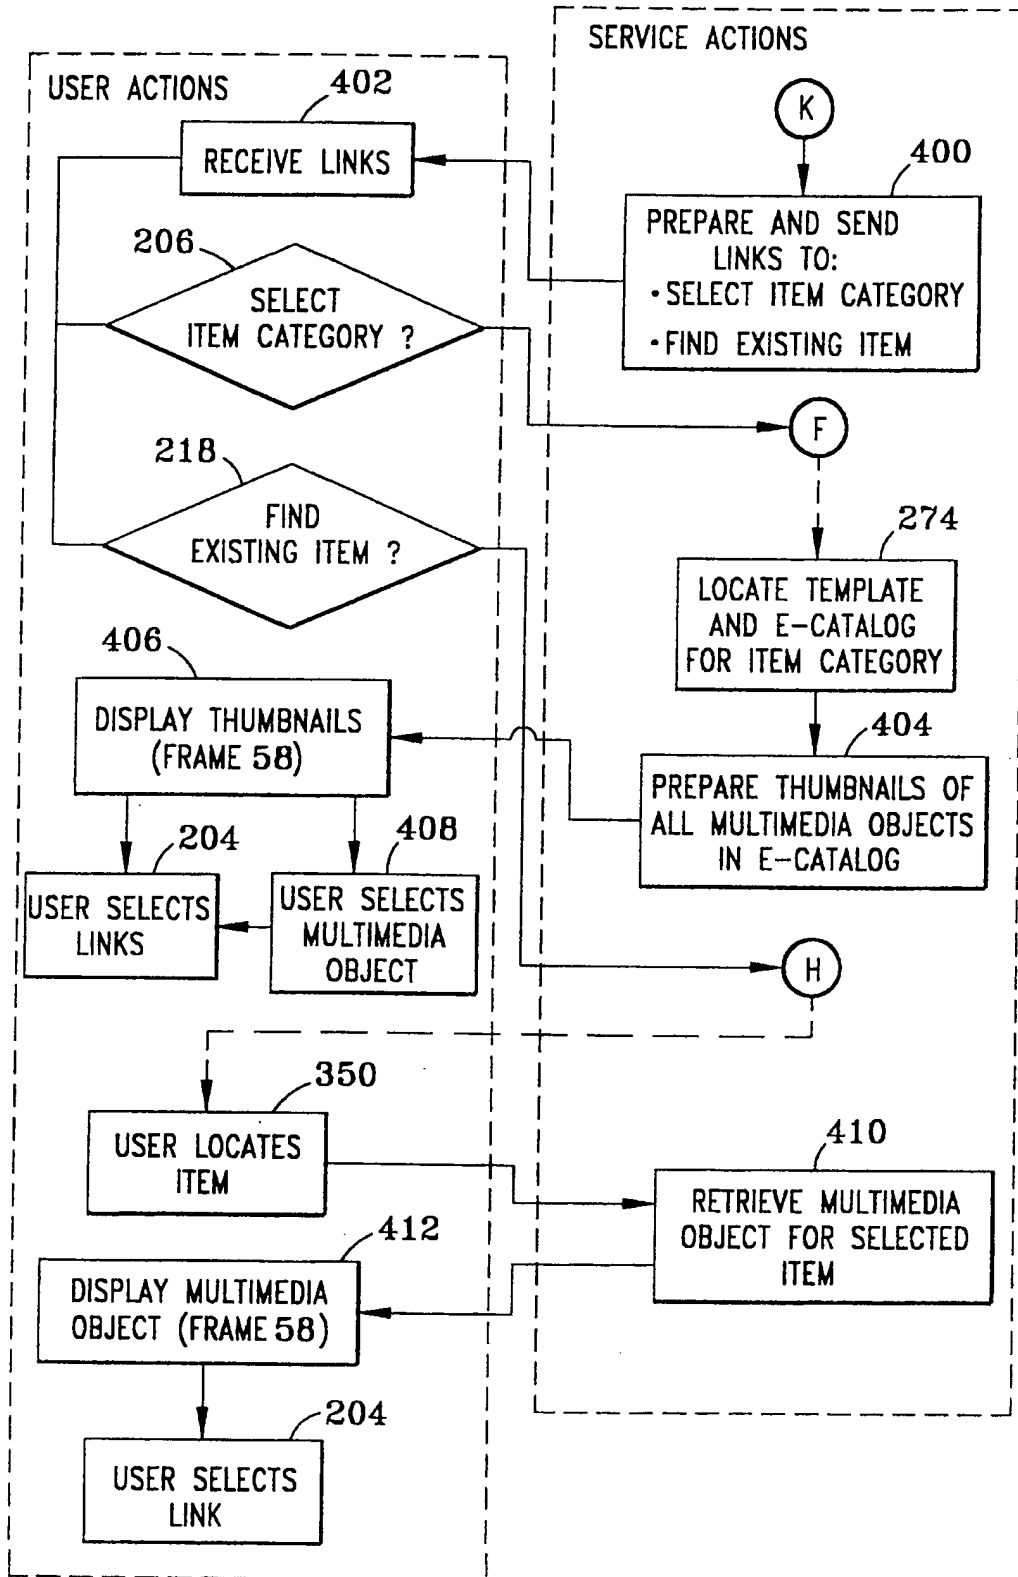 SERVICE ACTIONS
USER ACTIONS
402
K
RECEIVE LINKS
400
PREPARE AND SEND
LINKS TO:
• SELECT ITEM CATEGORY
• FIND EXISTING ITEM
206
SELECT
ITEM CATEGORY ?
F
218
FIND
EXISTING ITEM ?
274
LOCATE TEMPLATE
AND E-CATALOG
FOR ITEM CATEGORY
406
DISPLAY THUMBNAILS
(FRAME 58)
404
PREPARE THUMBNAILS OF
ALL MULTIMEDIA OBJECTS
IN E-CATALOG
204
USER SELECTS
LINKS
408
USER SELECTS
MULTIMEDIA
OBJECT
H
350
USER LOCATES
ITEM
410
RETRIEVE MULTIMEDIA
OBJECT FOR SELECTED
ITEM
412
DISPLAY MULTIMEDIA
OBJECT (FRAME 58)
204
USER SELECTS
LINK